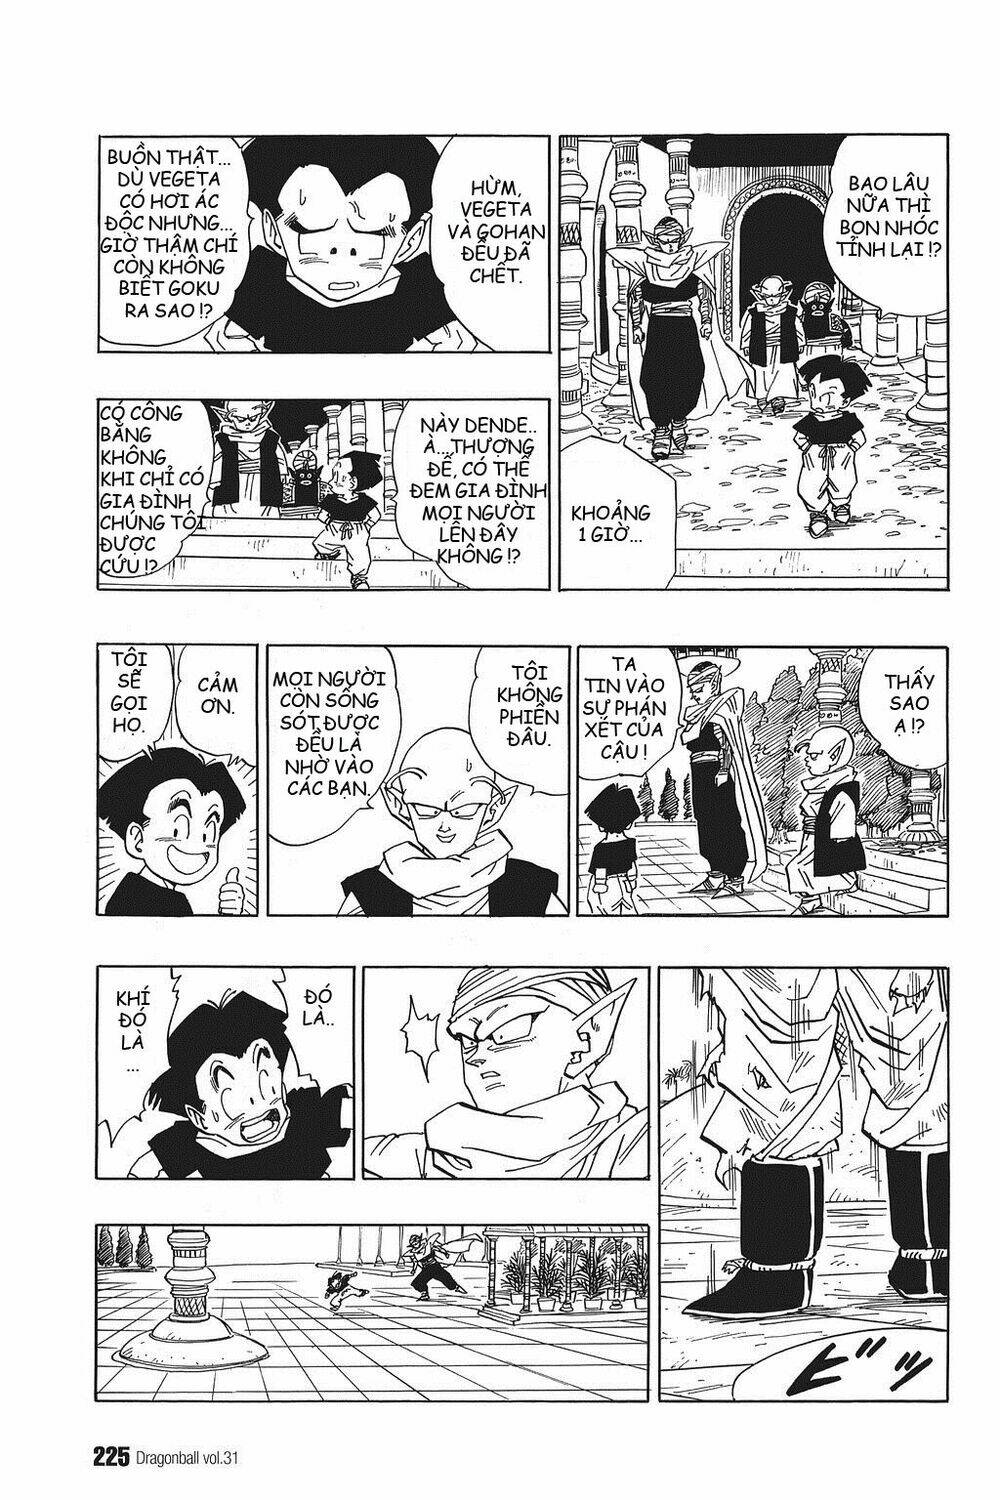 BAO LÂU
NỮA THÌ
BỌN NHÓC
TỈNH LẠI !?
KHOẢNG
1 GIỜ...
HỪM,
VEGETA
VÀ GOHAN
ĐỀU ĐÃ
CHẾT.
BUỒN THẬT...
DÙ VEGETA
CÓ HƠI ÁC
ĐỘC NHƯNG...
GIỜ THẬM CHÍ
CÒN KHÔNG
BIẾT GOKU
RA SAO !?
NÀY DENDE..
À...THƯỢNG
ĐẾ, CÓ THỂ
ĐEM GIA ĐÌNH
MỌI NGƯỜI
LÊN ĐÂY
KHÔNG !?
CÓ CÔNG
BẰNG
KHÔNG,
KHI CHỈ CÓ
GIA ĐÌNH
CHÚNG TÔI
ĐƯỢC
CỨU !?
THẤY
SAO
Ạ !?
TA
TIN VÀO
SỰ PHÁN
XÉT CỦA
CẬU !
TÔI
KHÔNG
PHIỀN
ĐÂU.
MỌI NGƯỜI
CÒN SỐNG
SÓT ĐƯỢC
ĐỀU LÀ
NHỜ VÀO
CÁC BẠN.
CẢM
ƠN.
TÔI
SẼ
GỌI
HỌ.
ĐÓ
LÀ..
KHÍ
ĐÓ
LÀ
...
ビッ
225 Dragonball vol.31